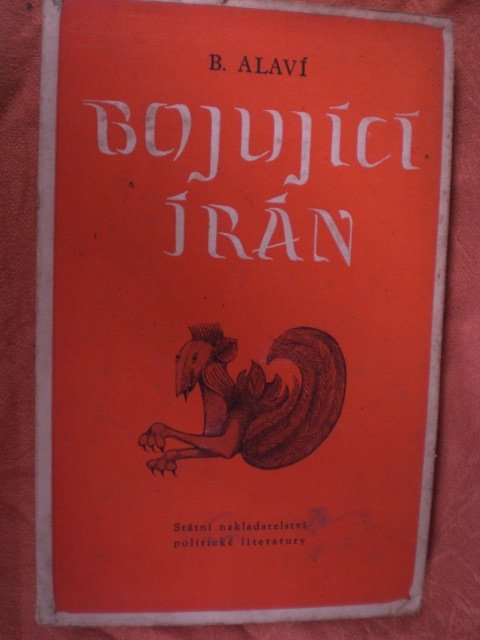 B. ALAVÍ
BOJUJÍCÍ
ÍRÁN
Státní nakladatelství
politické literatury